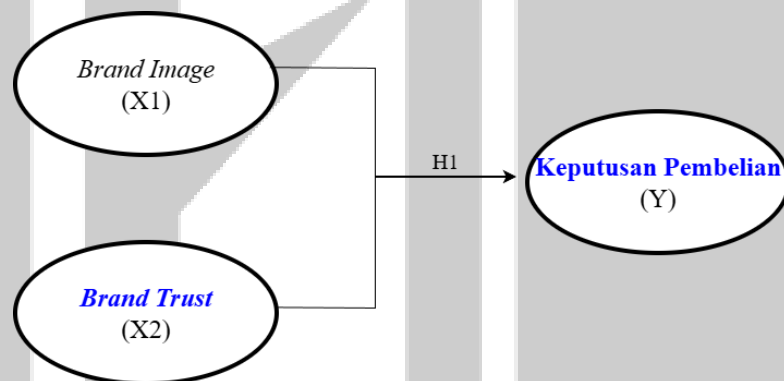 Brand Image
(X1)
H1
Keputusan Pembelian
(Y)
Brand Trust
(X2)